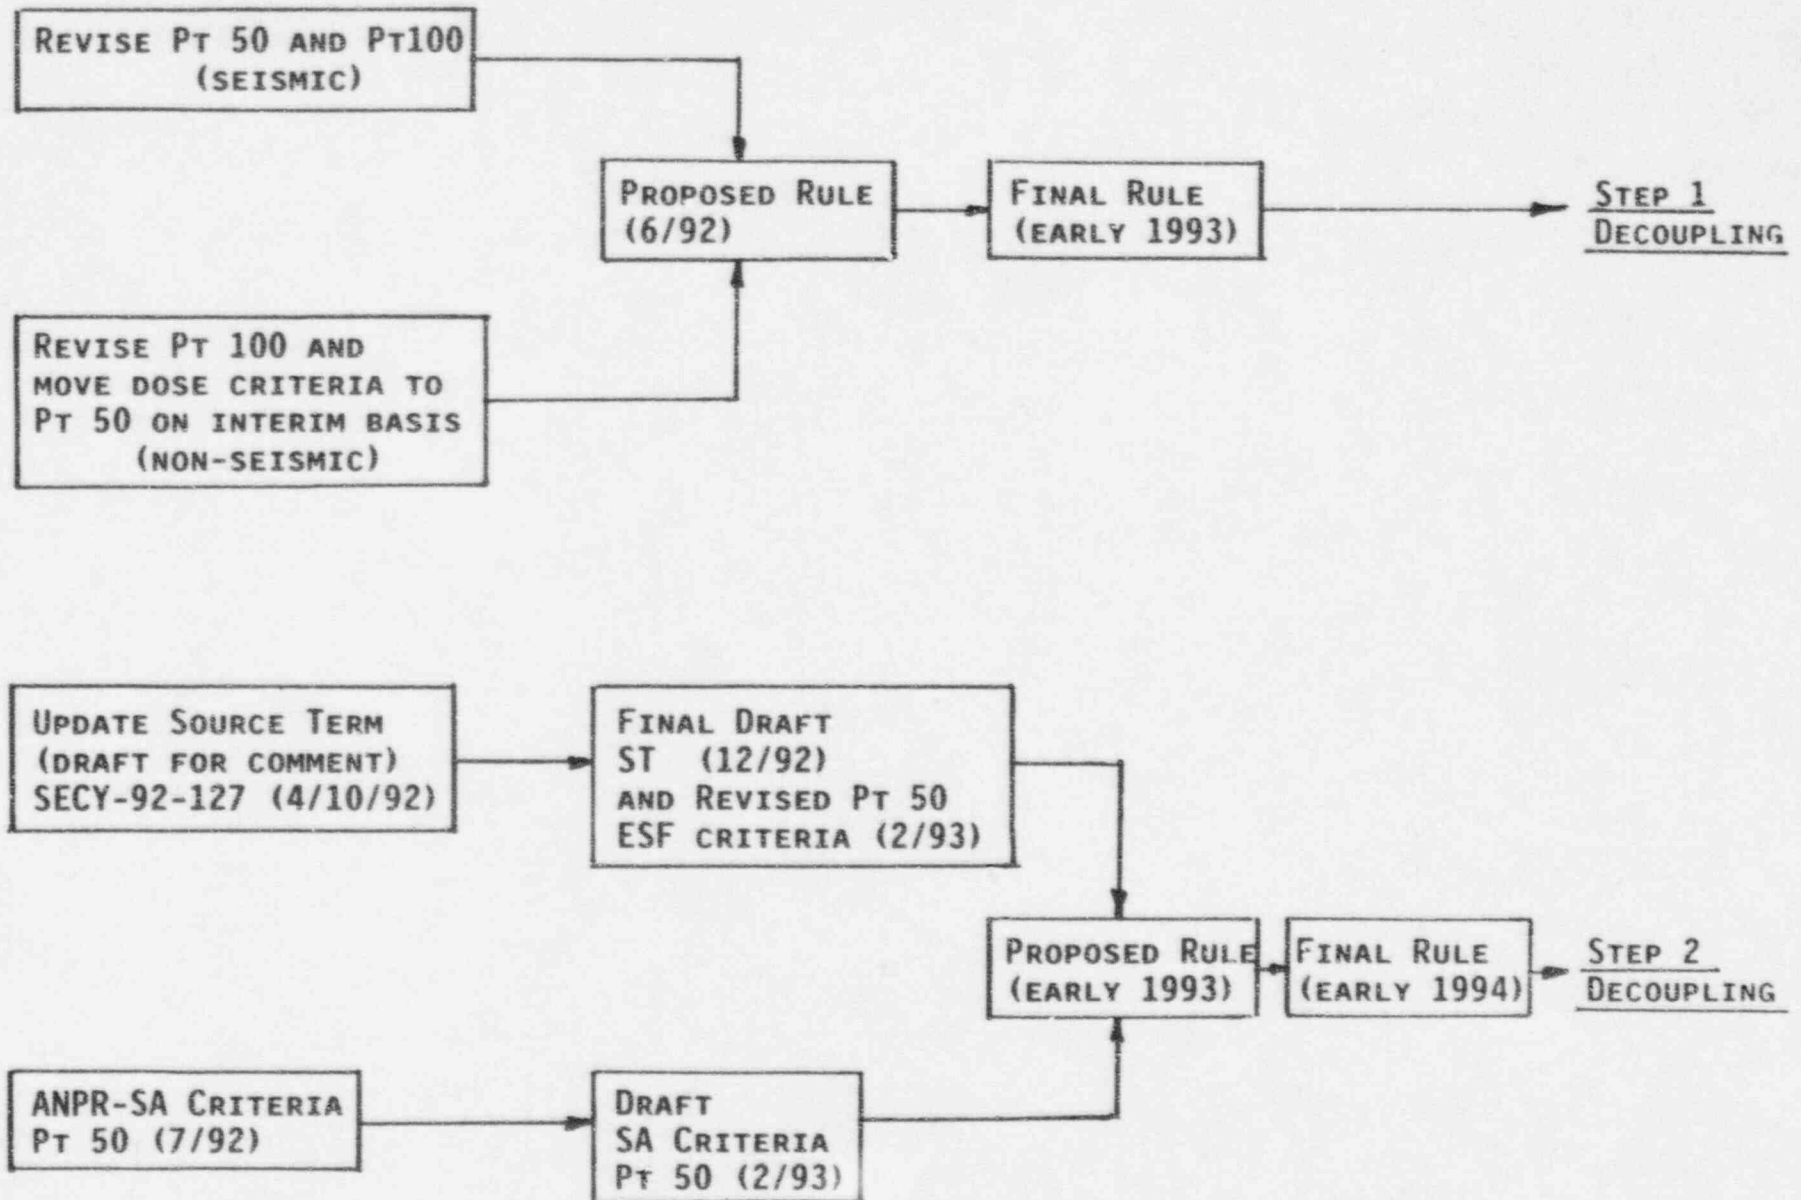 REVISE PT 50 AND PT100
(SEISMIC)
PROPOSED RULE
(6/92)
FINAL RULE
(EARLY 1993)
STEP 1
DECOUPLING
REVISE PT 100 AND
MOVE DOSE CRITERIA TO
PT 50 ON INTERIM BASIS
(NON-SEISMIC)
UPDATE SOURCE TERM
(DRAFT FOR COMMENT)
SECY-92-127 (4/10/92)
FINAL DRAFT
ST (12/92)
AND REVISED PT 50
ESF CRITERIA (2/93)
PROPOSED RULE
(EARLY 1993)
FINAL RULE
(EARLY 1994)
STEP 2
DECOUPLING
ANPR-SA CRITERIA
PT 50 (7/92)
DRAFT
SA CRITERIA
PT 50 (2/93)